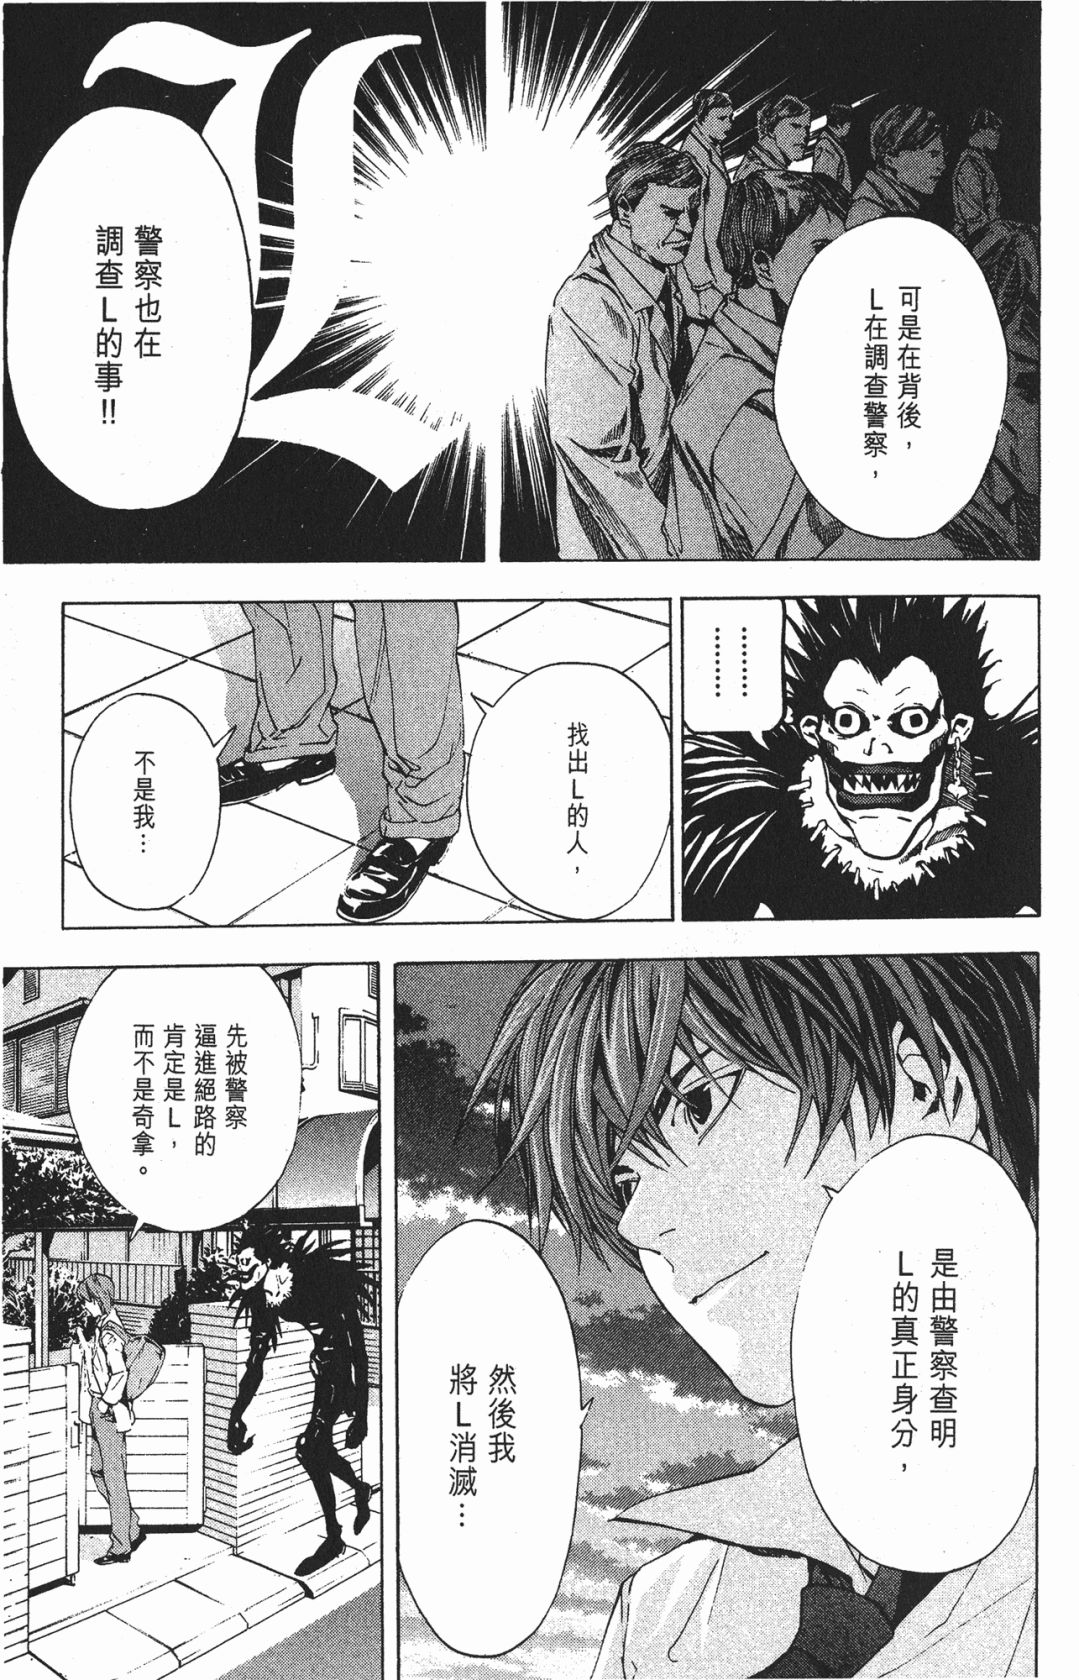 可是在背後，
L在調查警察，
警察也在
調查L的事!!
………
………
找出L的人，
不是我…
是由警察查明
L的真正身分，
然後我
將L消滅…
先被警察
逼進絕路的
肯定是L，
而不是奇拿。